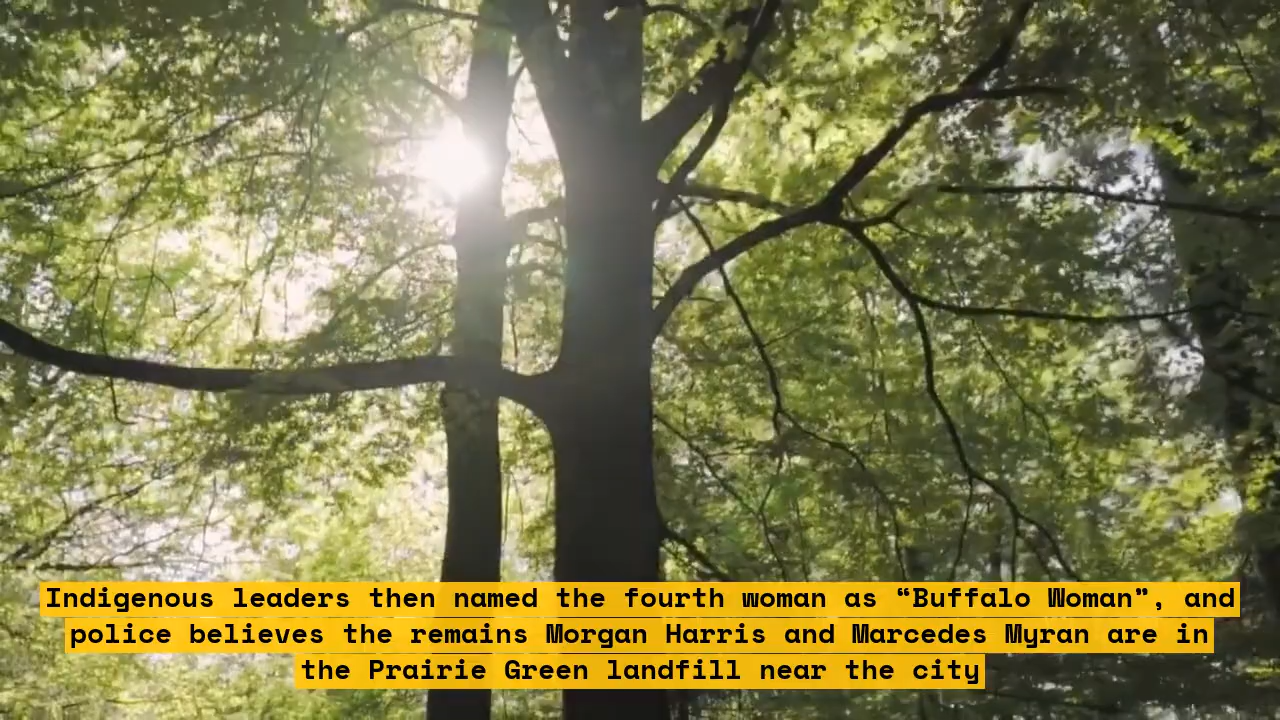 Indigenous leaders then named the fourth woman as “Buffalo Woman”, and
police believes the remains Morgan Harris and Marcedes Myran are in
the Prairie Green landfill near the city